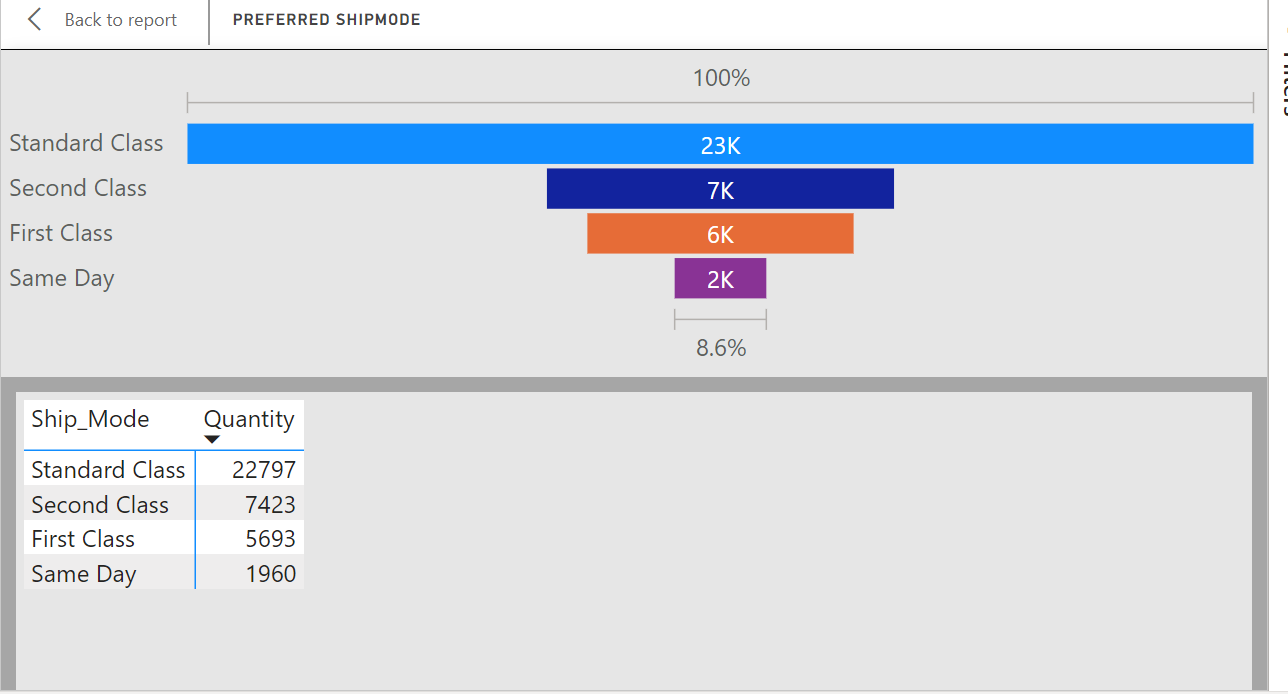 Back to report
PREFERRED SHIPMODE
Filters
100%
Standard Class 23K
Second Class 7K
First Class 6K
Same Day 2K
8.6%
Ship_Mode Quantity
Standard Class 22797
Second Class 7423
First Class 5693
Same Day 1960